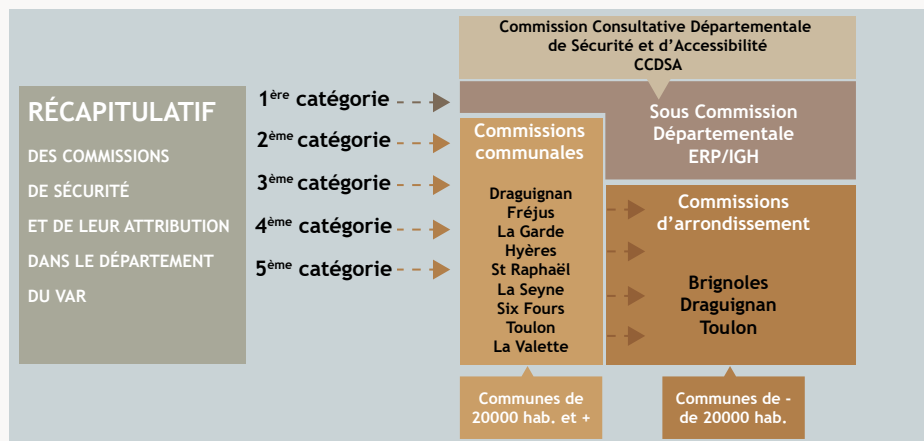 Commission Consultative Départementale
de Sécurité et d'Accessibilité
CCDSA
RÉCAPITULATIF
DES COMMISSIONS
DE SÉCURITÉ
ET DE LEUR ATTRIBUTION
DANS LE DÉPARTEMENT
DU VAR
1ère catégorie
2ème catégorie
3ème catégorie
4ème catégorie
5ème catégorie
Sous Commission
Départementale
ERP/IGH
Commissions
communales
Draguignan
Fréjus
La Garde
Hyères
St Raphaël
La Seyne
Six Fours
Toulon
La Valette
Commissions
d'arrondissement
Brignoles
Draguignan
Toulon
Communes de
20000 hab. et +
Communes de -
de 20000 hab.